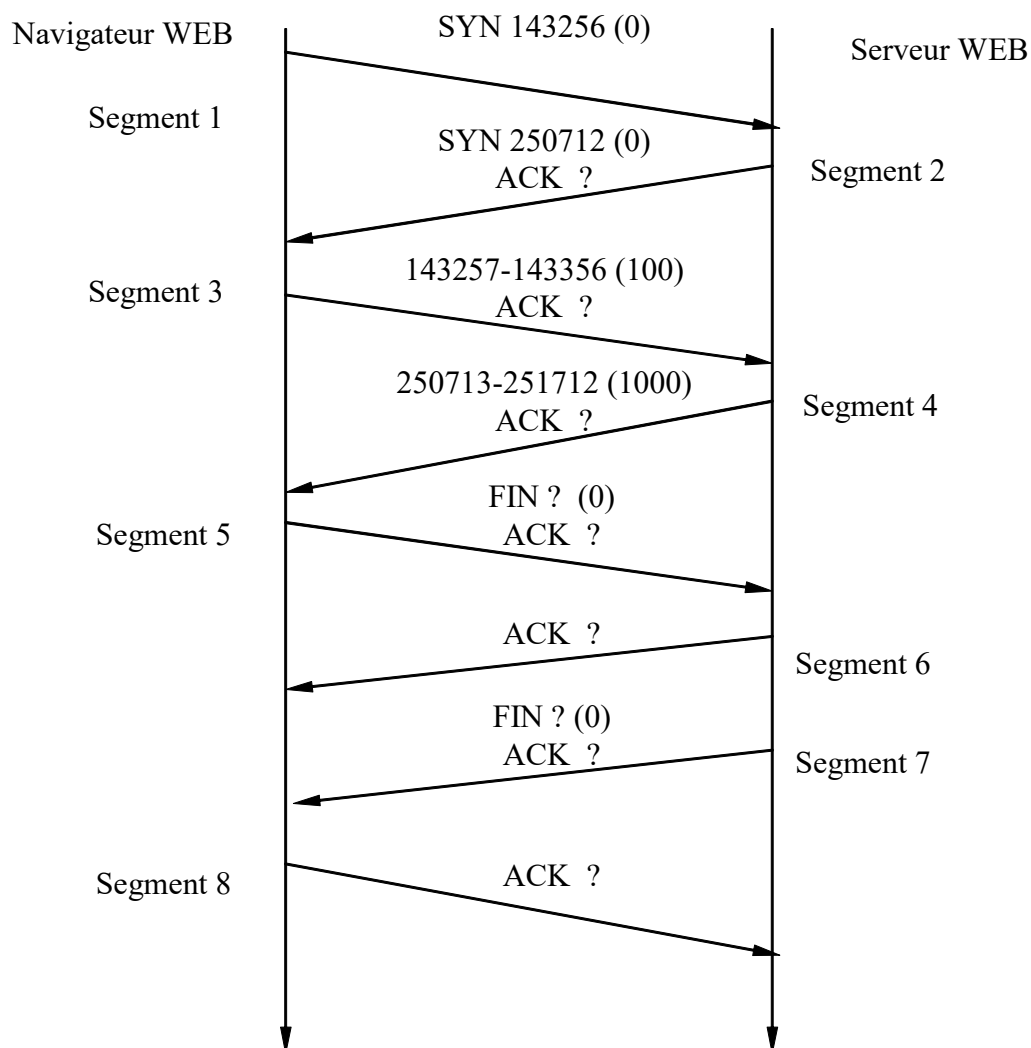 SYN 143256 (0)
Navigateur WEB
Serveur WEB
Segment 1
SYN 250712 (0)
ACK ?
Segment 2
143257-143356 (100)
Segment 3
ACK ?
250713-251712 (1000)
ACK ?
Segment 4
FIN ? (0)
ACK ?
Segment 5
ACK ?
Segment 6
FIN ? (0)
ACK ?
Segment 7
ACK ?
Segment 8